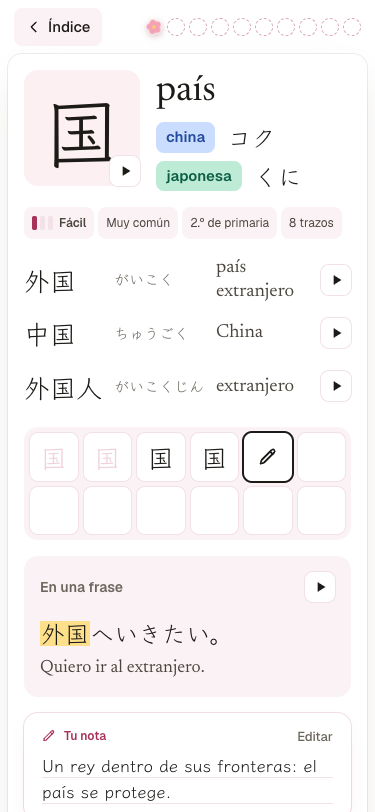 Índice
国
país
china コク
japonesa くに
Fácil Muy común 2.º de primaria 8 trazos
外国 がいこく país extranjero
中国 ちゅうごく China
外国人 がいこくじん extranjero
国 国 国 国
En una frase
外国へいきたい。
Quiero ir al extranjero.
Tu nota Editar
Un rey dentro de sus fronteras: el
país se protege.